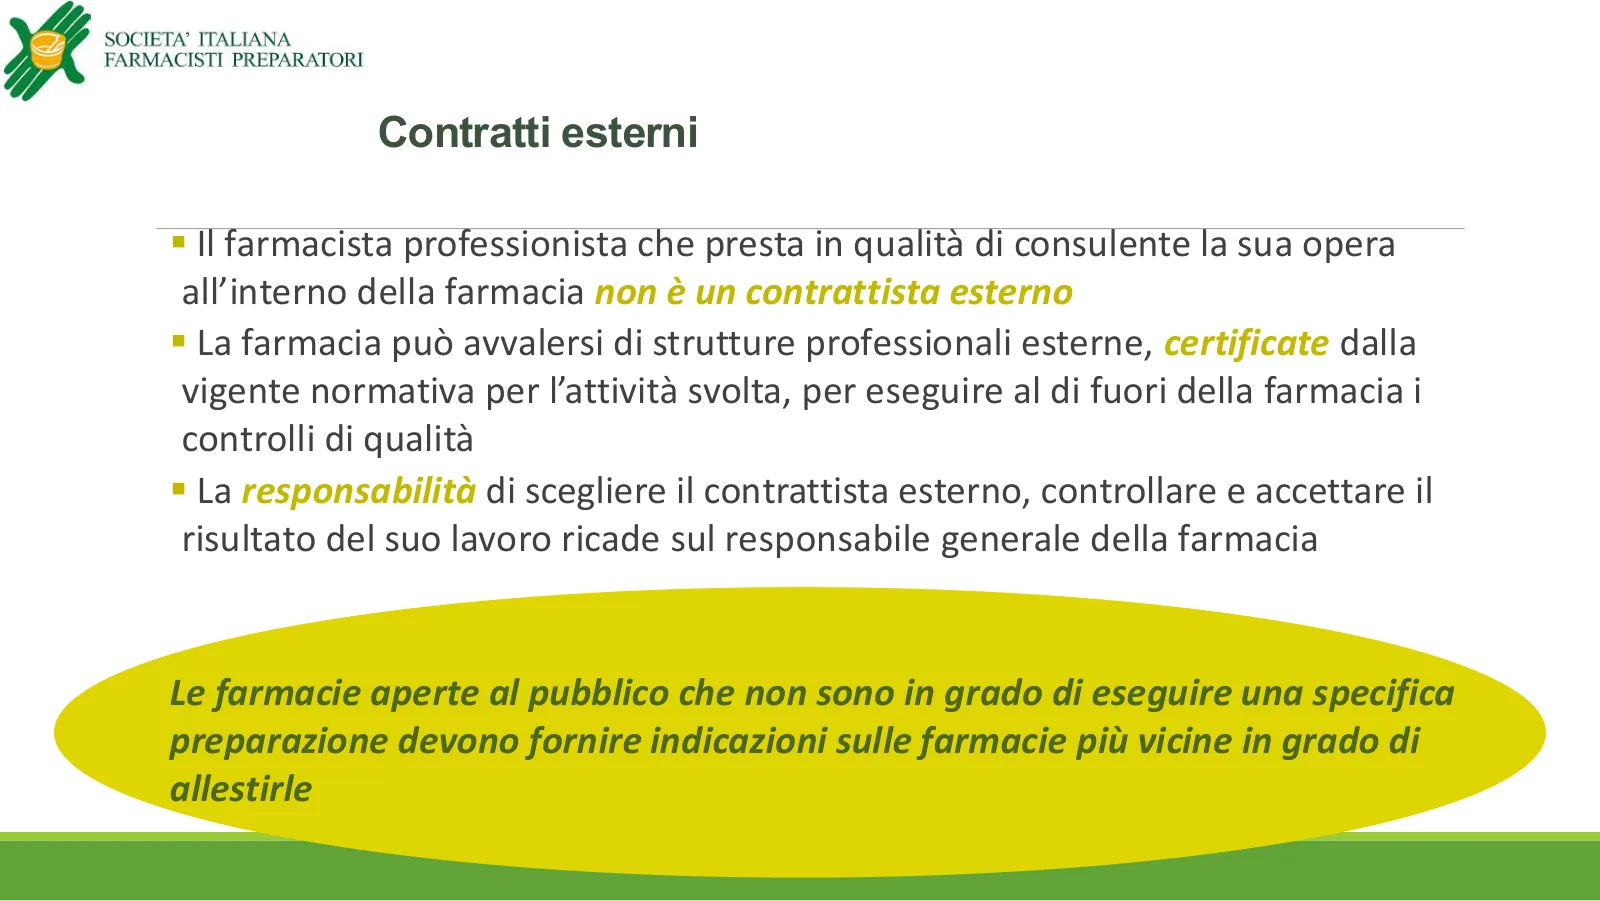 SOCIETA’ ITALIANA
FARMACISTI PREPARATORI
Contratti esterni
▪ Il farmacista professionista che presta in qualità di consulente la sua opera
all’interno della farmacia non è un contrattista esterno
▪ La farmacia può avvalersi di strutture professionali esterne, certificate dalla
vigente normativa per l’attività svolta, per eseguire al di fuori della farmacia i
controlli di qualità
▪ La responsabilità di scegliere il contrattista esterno, controllare e accettare il
risultato del suo lavoro ricade sul responsabile generale della farmacia
Le farmacie aperte al pubblico che non sono in grado di eseguire una specifica
preparazione devono fornire indicazioni sulle farmacie più vicine in grado di
allestirle